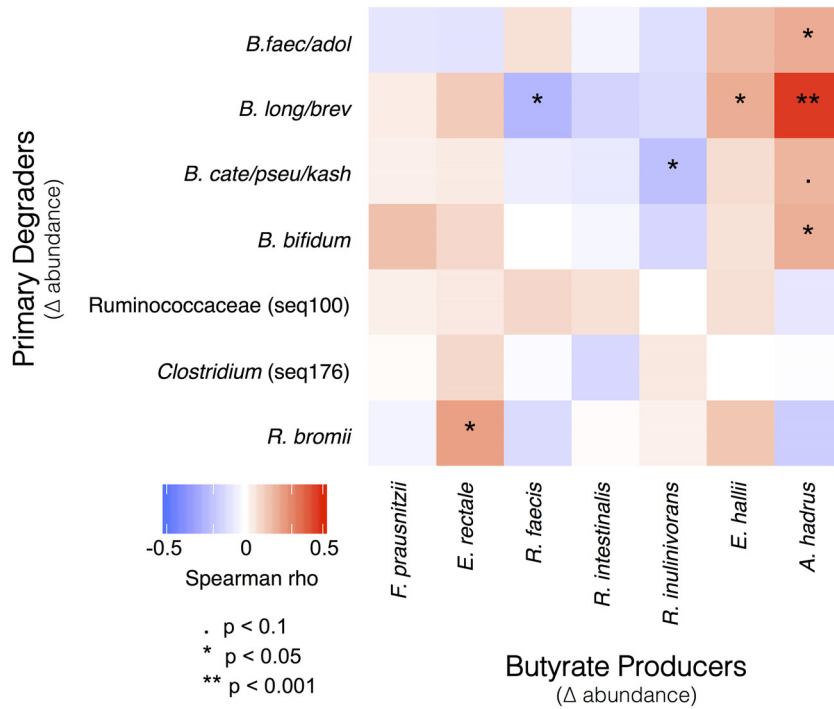 B.faec/adol
*
B. long/brev
*
*
**
B. cate/pseu/kash
*
.
B. bifidum
*
Ruminococcaceae (seq100)
Clostridium (seq176)
R. bromii
*
Primary Degraders
(Δ abundance)
F. prausnitzii
E. rectale
R. faecis
R. intestinalis
R. inulinivorans
E. hallii
A. hadrus
-0.5 0 0.5
Spearman rho
. p < 0.1
* p < 0.05
** p < 0.001
Butyrate Producers
(Δ abundance)